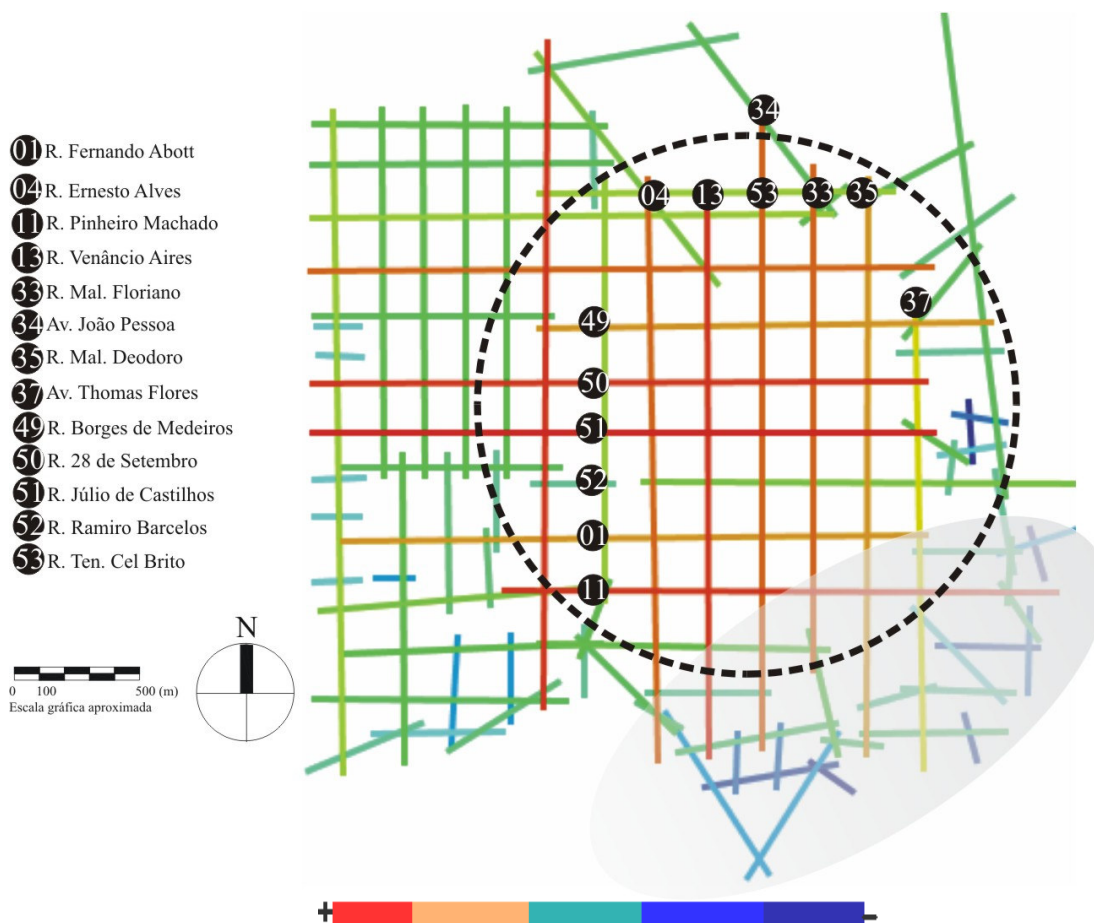 01 R. Fernando Abott
04 R. Ernesto Alves
11 R. Pinheiro Machado
13 R. Venâncio Aires
33 R. Mal. Floriano
34 Av. João Pessoa
35 R. Mal. Deodoro
37 Av. Thomas Flores
49 R. Borges de Medeiros
50 R. 28 de Setembro
51 R. Júlio de Castilhos
52 R. Ramiro Barcelos
53 R. Ten. Cel Brito
N
0 100 500 (m)
Escala gráfica aproximada
34
04 13 53 33 35
37
49
50
51
52
01
11
+ -